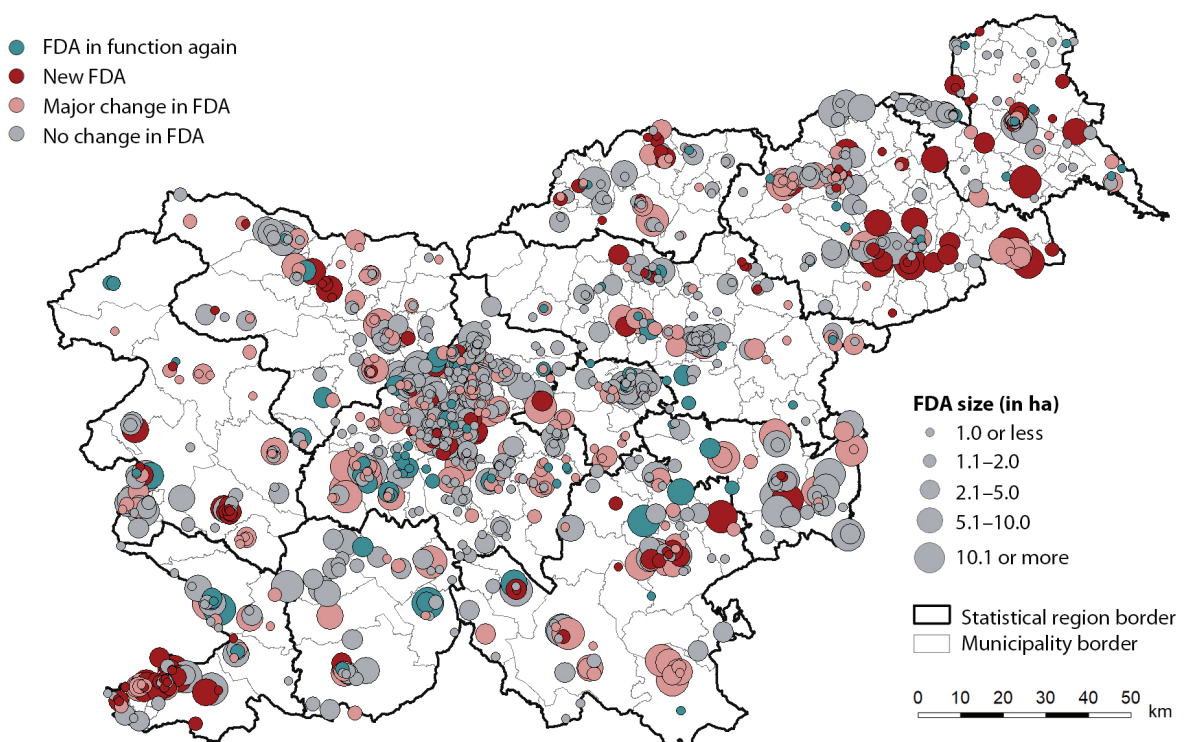 FDA in function again
New FDA
Major change in FDA
No change in FDA
FDA size (in ha)
1.0 or less
1.1–2.0
2.1–5.0
5.1–10.0
10.1 or more
Statistical region border
Municipality border
0 10 20 30 40 50
km